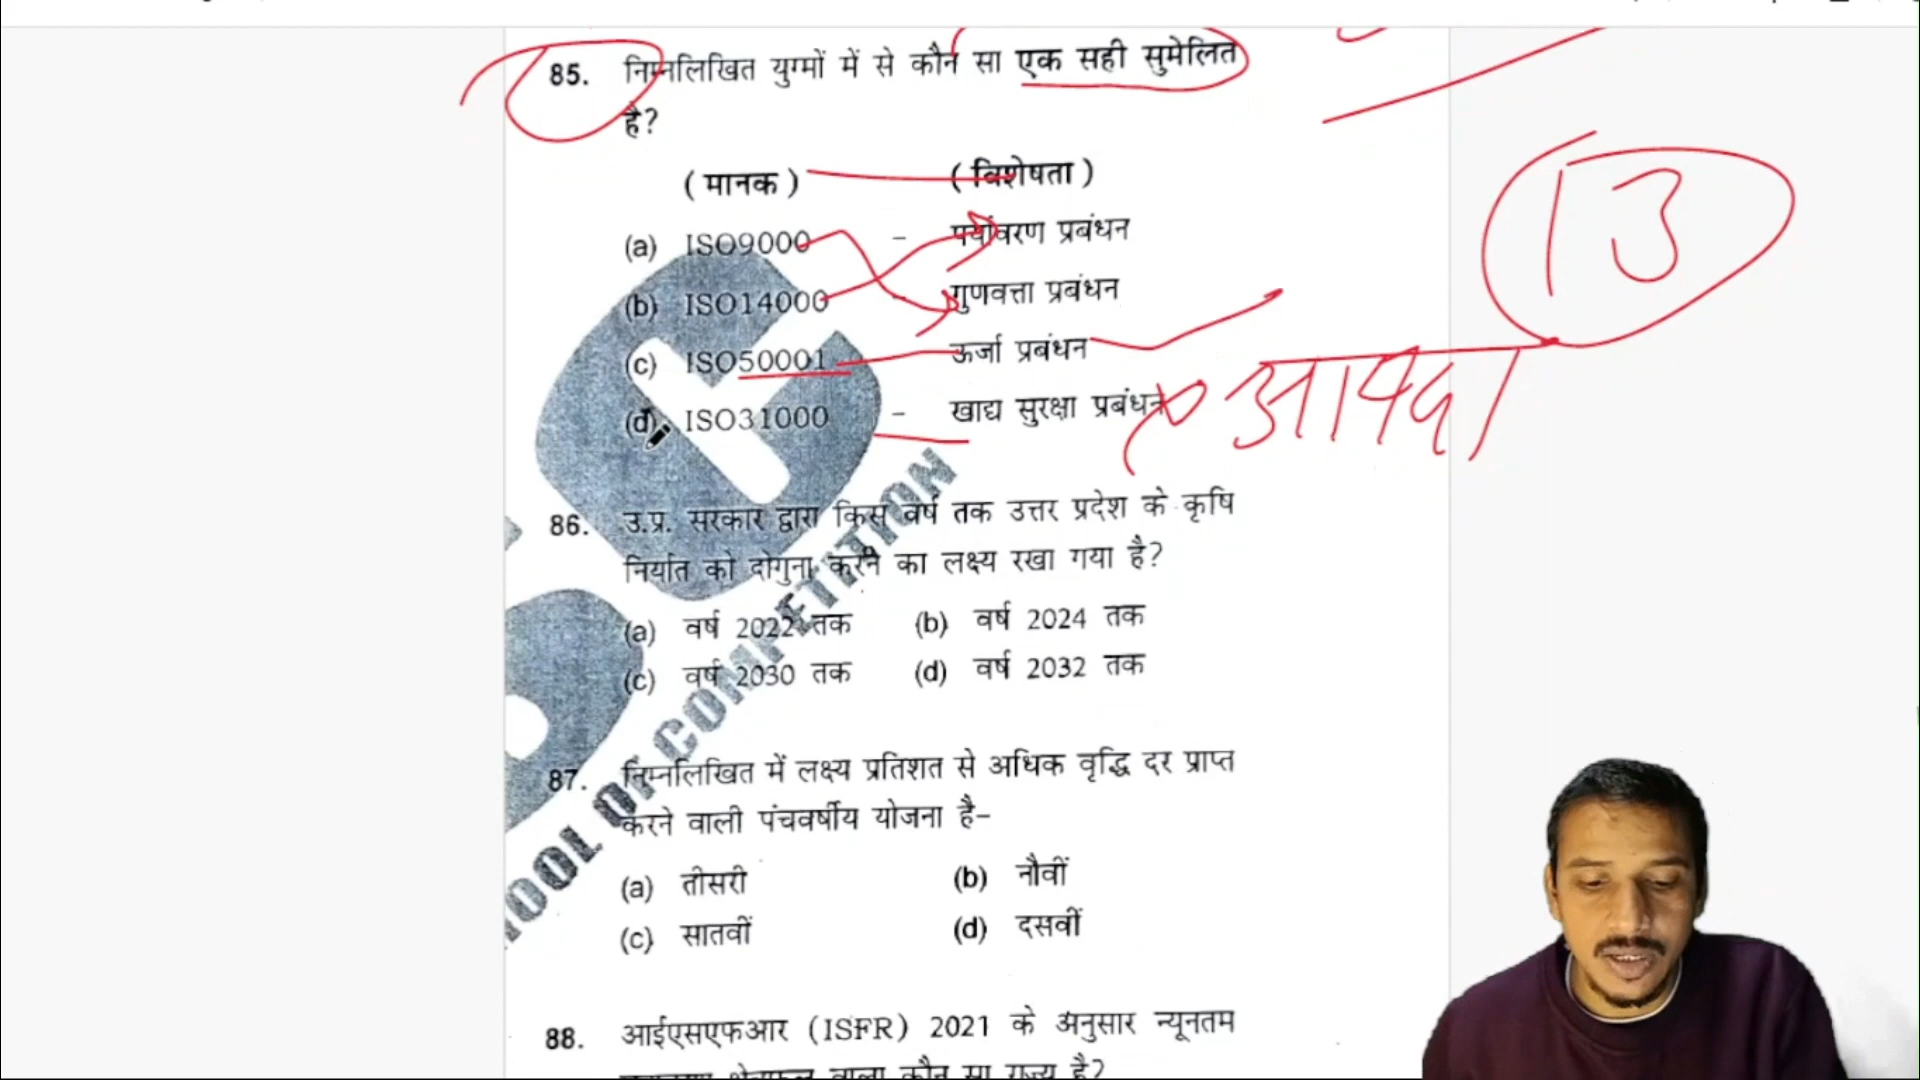 85. निम्नलिखित युग्मों में से कौन सा एक सही सुमेलित
है?
(मानक) (विशेषता)
(a) ISO9000 - पर्यावरण प्रबंधन
(b) ISO14000 - गुणवत्ता प्रबंधन
(c) ISO50001 ऊर्जा प्रबंधन
(d) ISO31000 - खाद्य सुरक्षा प्रबंधन
आपदा
13
86. उ.प्र. सरकार द्वारा किस वर्ष तक उत्तर प्रदेश के कृषि
निर्यात को दोगुना करने का लक्ष्य रखा गया है?
(a) वर्ष 2022 तक (b) वर्ष 2024 तक
(c) वर्ष 2030 तक (d) वर्ष 2032 तक
87. निम्नलिखित में लक्ष्य प्रतिशत से अधिक वृद्धि दर प्राप्त
करने वाली पंचवर्षीय योजना है-
(a) तीसरी (b) नौवीं
(c) सातवीं (d) दसवीं
88. आईएसएफआर (ISFR) 2021 के अनुसार न्यूनतम
वाला कौन सा राज्य है?
HOOL OF COMPETITION